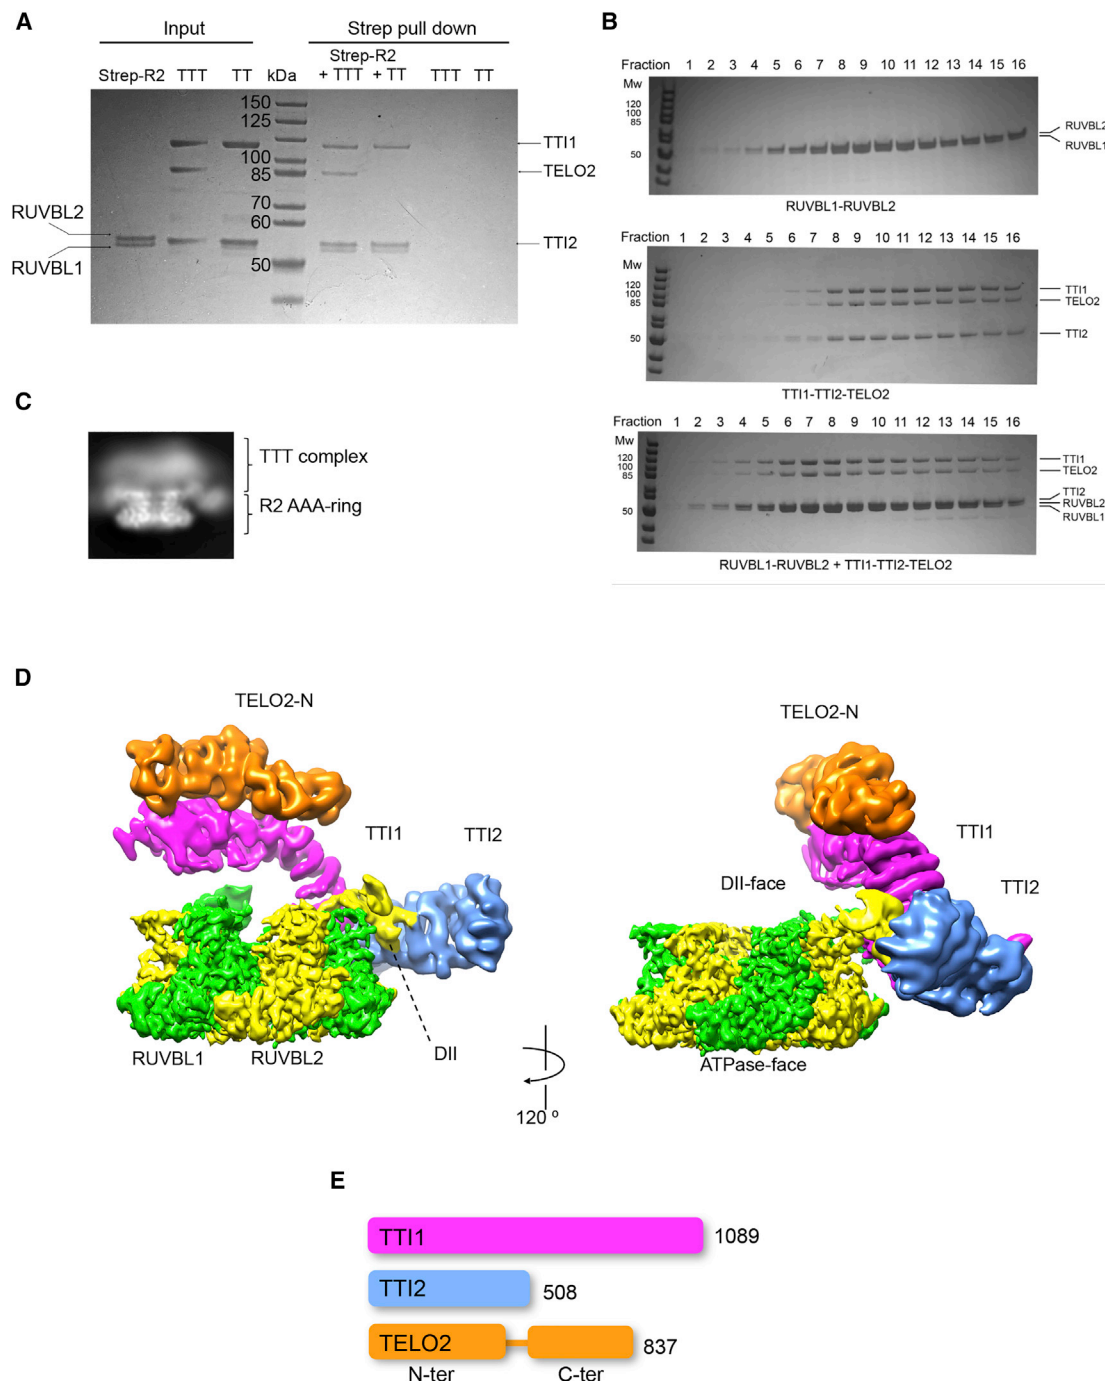 A
Input
Strep pull down
Strep-R2
Strep-R2 TTT TT kDa + TTT + TT TTT TT
150
125
100
85
70
60
50
TTI1
TELO2
TTI2
RUVBL2
RUVBL1
B
Fraction 1 2 3 4 5 6 7 8 9 10 11 12 13 14 15 16
Mw
120
100
85
50
RUVBL2
RUVBL1
RUVBL1-RUVBL2
Fraction 1 2 3 4 5 6 7 8 9 10 11 12 13 14 15 16
Mw
120
100
85
50
TTI1
TELO2
TTI2
TTI1-TTI2-TELO2
Fraction 1 2 3 4 5 6 7 8 9 10 11 12 13 14 15 16
Mw
120
100
85
50
TTI1
TELO2
TTI2
RUVBL2
RUVBL1
RUVBL1-RUVBL2 + TTI1-TTI2-TELO2
C
TTT complex
R2 AAA-ring
D
TELO2-N
TTI1
TTI2
RUVBL1
RUVBL2
DII
120 º
TELO2-N
TTI1
DII-face
TTI2
ATPase-face
E
TTI1 1089
TTI2 508
TELO2 837
N-ter C-ter